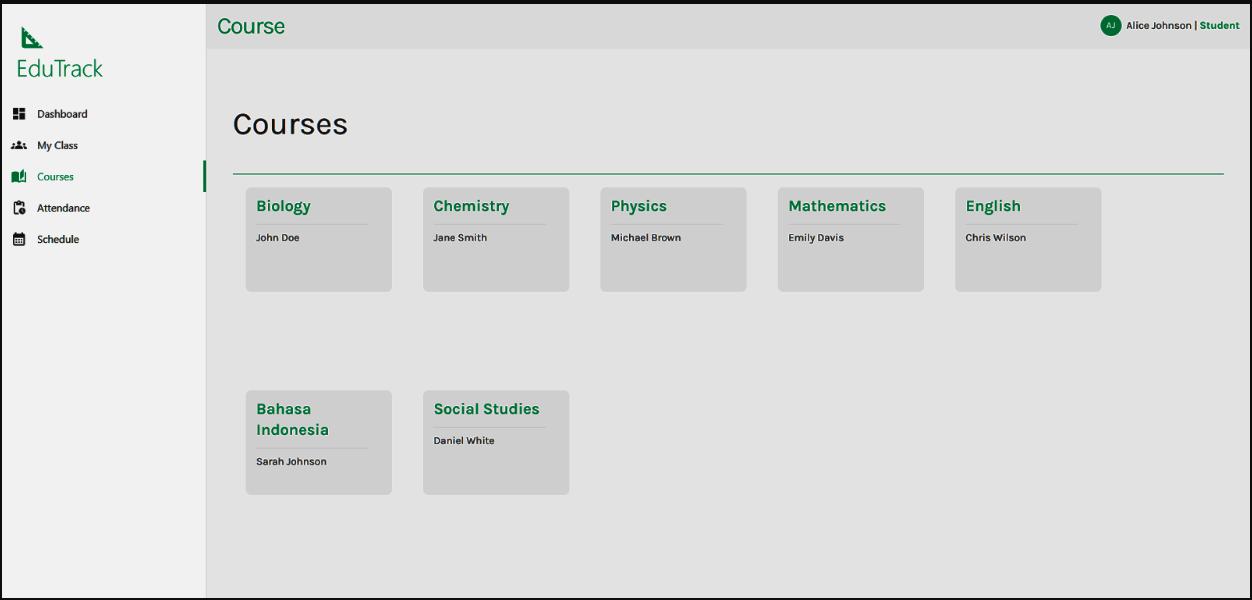 EduTrack
Dashboard
My Class
Courses
Attendance
Schedule
Course
AJ Alice Johnson | Student
Courses
Biology
John Doe
Chemistry
Jane Smith
Physics
Michael Brown
Mathematics
Emily Davis
English
Chris Wilson
Bahasa
Indonesia
Sarah Johnson
Social Studies
Daniel White